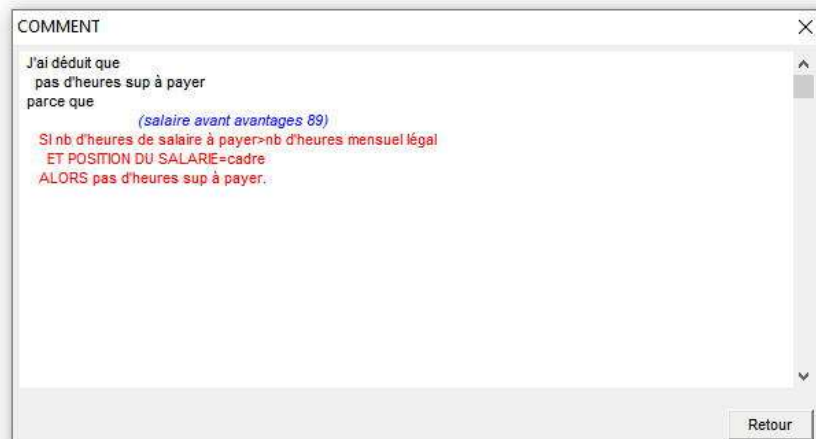 COMMENT
J'ai déduit que
pas d'heures sup à payer
parce que
(salaire avant avantages 89)
SI nb d'heures de salaire à payer>nb d'heures mensuel légal
ET POSITION DU SALARIE=cadre
ALORS pas d'heures sup à payer.
Retour